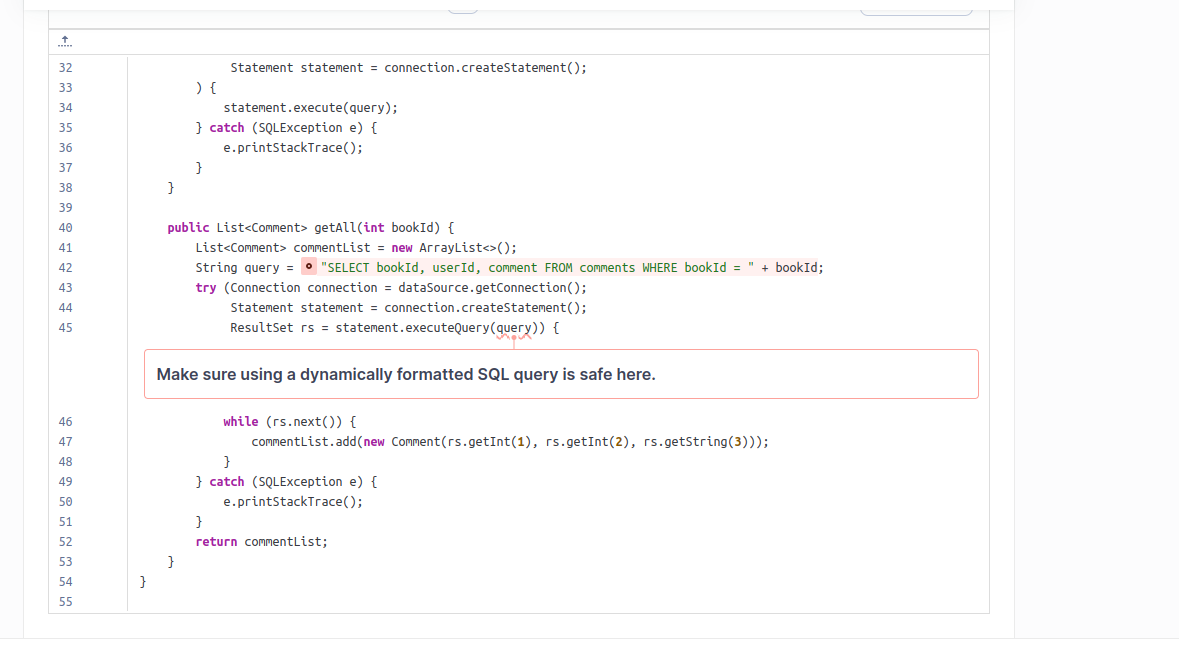 32 Statement statement = connection.createStatement();
33 ) {
34 statement.execute(query);
35 } catch (SQLException e) {
36 e.printStackTrace();
37 }
38 }
39
40 public List<Comment> getAll(int bookId) {
41 List<Comment> commentList = new ArrayList<>();
42 String query = "SELECT bookId, userId, comment FROM comments WHERE bookId = " + bookId;
43 try (Connection connection = dataSource.getConnection();
44 Statement statement = connection.createStatement();
45 ResultSet rs = statement.executeQuery(query)) {
Make sure using a dynamically formatted SQL query is safe here.
46 while (rs.next()) {
47 commentList.add(new Comment(rs.getInt(1), rs.getInt(2), rs.getString(3)));
48 }
49 } catch (SQLException e) {
50 e.printStackTrace();
51 }
52 return commentList;
53 }
54 }
55